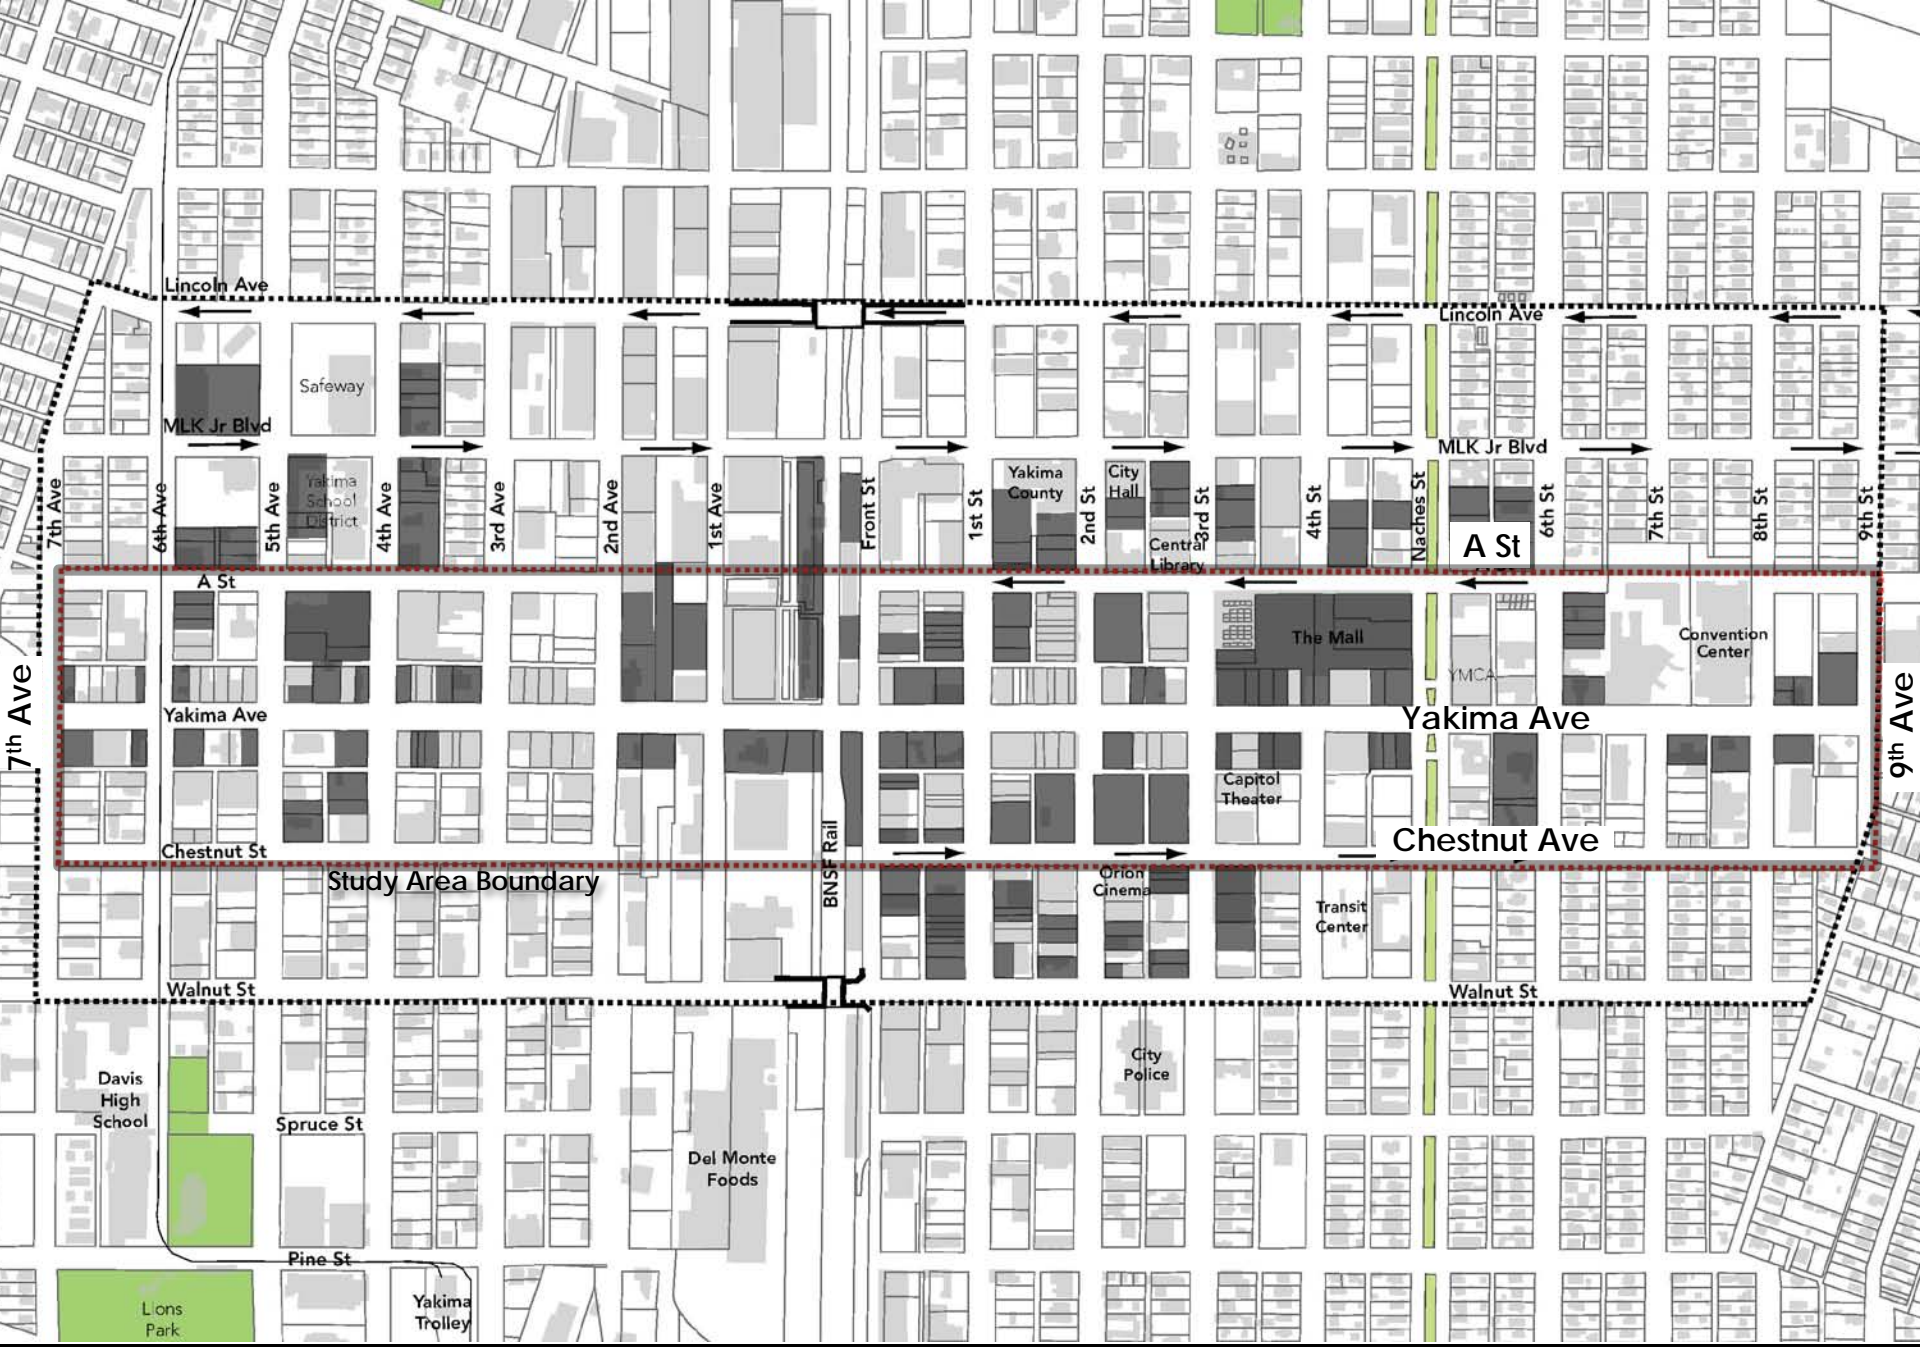 Lincoln Ave
Lincoln Ave
Safeway
MLK Jr Blvd
MLK Jr Blvd
7th Ave
6th Ave
5th Ave
Yakima
School
District
4th Ave
3rd Ave
2nd Ave
1st Ave
Front St
1st St
Yakima
County
2nd St
City
Hall
3rd St
Central
Library
4th St
Naches St
A St
6th St
7th St
8th St
9th St
A St
The Mall
YMCA
Convention
Center
7th Ave
Yakima Ave
Yakima Ave
9th Ave
Capitol
Theater
Chestnut St
Chestnut Ave
BNSF Rail
Study Area Boundary
Orion
Cinema
Transit
Center
Walnut St
Walnut St
Davis
High
School
City
Police
Spruce St
Del Monte
Foods
Pine St
Lions
Park
Yakima
Trolley